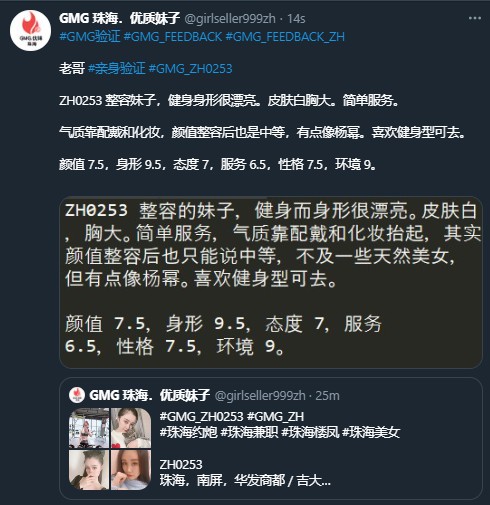 GMG 珠海．优质妹子 @girlseller999zh · 14s
#GMG验证 #GMG_FEEDBACK #GMG_FEEDBACK_ZH
老哥 #亲身验证 #GMG_ZH0253
ZH0253 整容妹子，健身身形很漂亮。皮肤白胸大。简单服务。
气质靠配戴和化妆，颜值整容后也是中等，有点像杨幂。喜欢健身型可去。
颜值 7.5，身形 9.5，态度 7，服务 6.5，性格 7.5，环境 9。
ZH0253 整容的妹子，健身而身形很漂亮。皮肤白
，胸大。简单服务，气质靠配戴和化妆抬起，其实
颜值整容后也只能说中等，不及一些天然美女，
但有点像杨幂。喜欢健身型可去。
颜值 7.5，身形 9.5，态度 7，服务
6.5，性格 7.5，环境 9。
GMG 珠海．优质妹子 @girlseller999zh · 25m
#GMG_ZH0253 #GMG_ZH
#珠海约炮 #珠海兼职 #珠海楼凤 #珠海美女
ZH0253
珠海，南屏，华发商都 / 吉大...